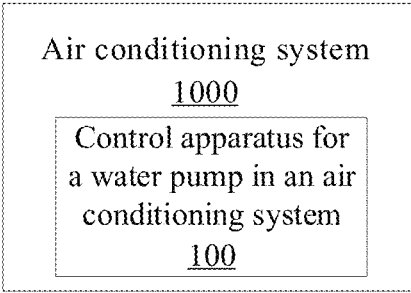 Air conditioning system
1000
Control apparatus for
a water pump in an air
conditioning system
100